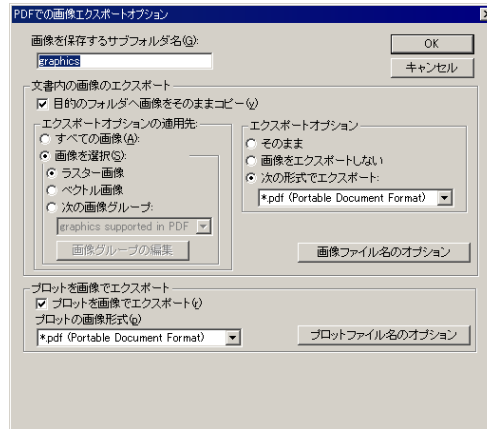 PDFでの画像エクスポートオプション
画像を保存するサブフォルダ名(G):
graphics
OK
キャンセル
文書内の画像のエクスポート
目的のフォルダへ画像をそのままコピー(v)
エクスポートオプションの適用先:
すべての画像(A):
画像を選択(S):
ラスター画像
ベクトル画像
次の画像グループ:
graphics supported in PDF
画像グループの編集
エクスポートオプション
そのまま
画像をエクスポートしない
次の形式でエクスポート:
*.pdf (Portable Document Format)
画像ファイル名のオプション
プロットを画像でエクスポート
プロットを画像でエクスポート(r)
プロットの画像形式(p)
*.pdf (Portable Document Format)
プロットファイル名のオプション